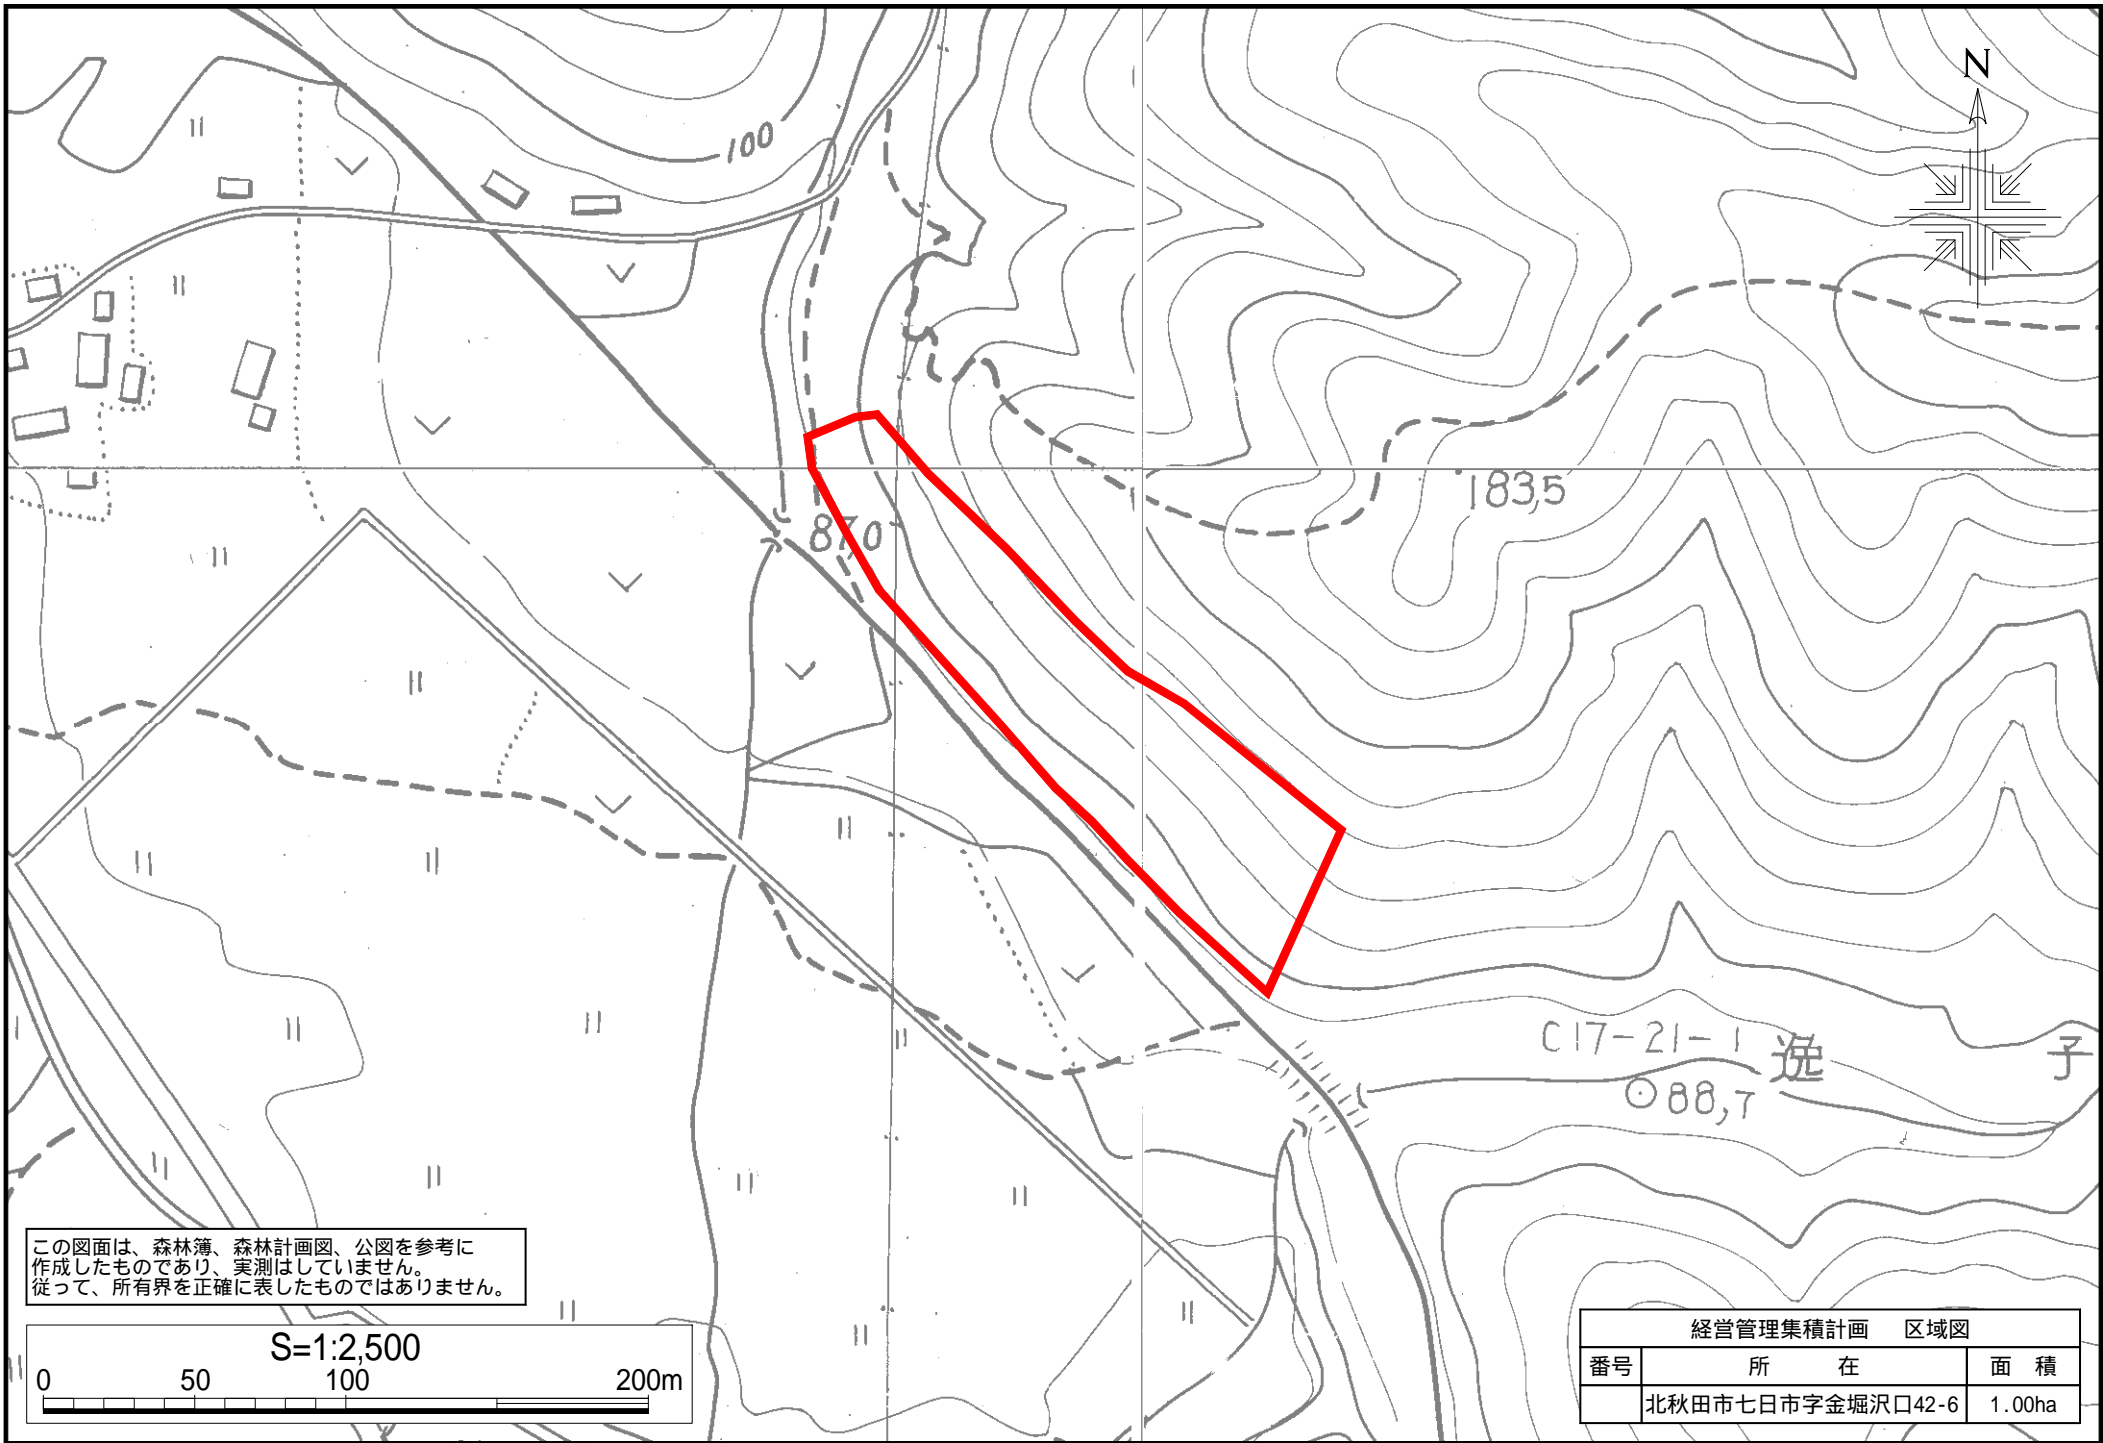 N
100
183,5
87,0
C17-21-1
逸
子
88,7
この図面は、森林簿、森林計画図、公図を参考に
作成したものであり、実測はしていません。
従って、所有界を正確に表したものではありません。
S=1:2,500
0 50 100 200m
経営管理集積計画 区域図
番号 所 在 面 積
北秋田市七日市字金堀沢口42-6 1.00ha